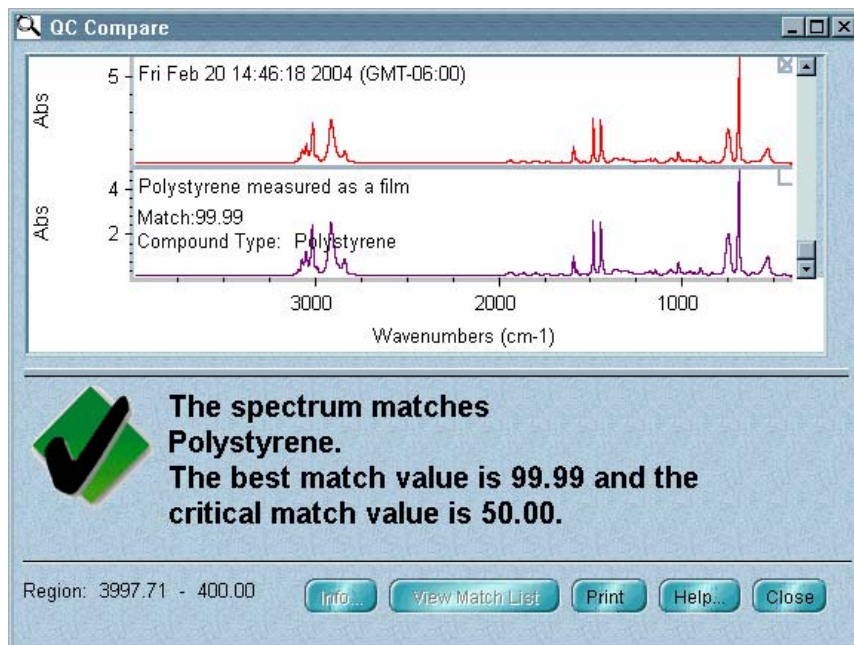 QC Compare
Abs
5
Fri Feb 20 14:46:18 2004 (GMT-06:00)
Abs
4
2
Polystyrene measured as a film
Match:99.99
Compound Type: Polystyrene
3000 2000 1000
Wavenumbers (cm-1)
The spectrum matches
Polystyrene.
The best match value is 99.99 and the
critical match value is 50.00.
Region: 3997.71 - 400.00
Info... View Match List Print Help... Close